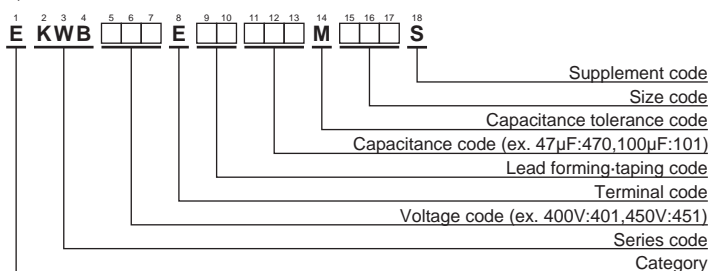 1 2 3 4 5 6 7 8 9 10 11 12 13 14 15 16 17 18
E KWB □□□ E □□ □□□ M □□□ S
Supplement code
Size code
Capacitance tolerance code
Capacitance code (ex. 47μF:470,100μF:101)
Lead forming·taping code
Terminal code
Voltage code (ex. 400V:401,450V:451)
Series code
Category